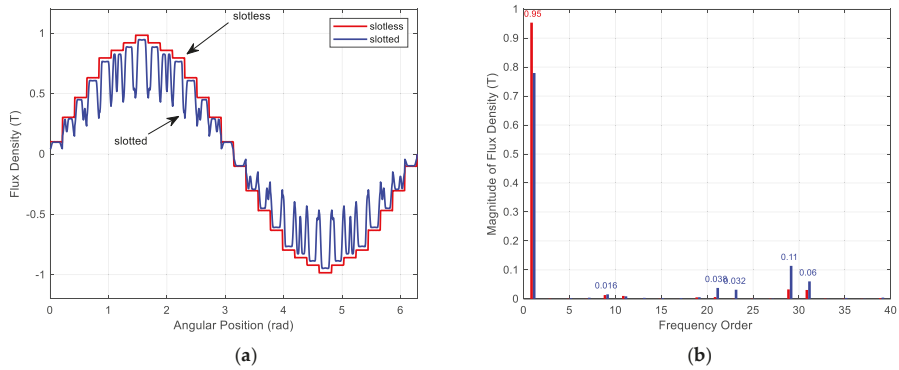 slotless
slotless
slotted
slotted
1
0.5
0
-0.5
-1
0 1 2 3 4 5 6
Flux Density (T)
Angular Position (rad)
(a)
0.95
0.016
0.038
0.032
0.11
0.06
1
0.9
0.8
0.7
0.6
0.5
0.4
0.3
0.2
0.1
0
0 5 10 15 20 25 30 35 40
Magnitude of Flux Density (T)
Frequency Order
(b)